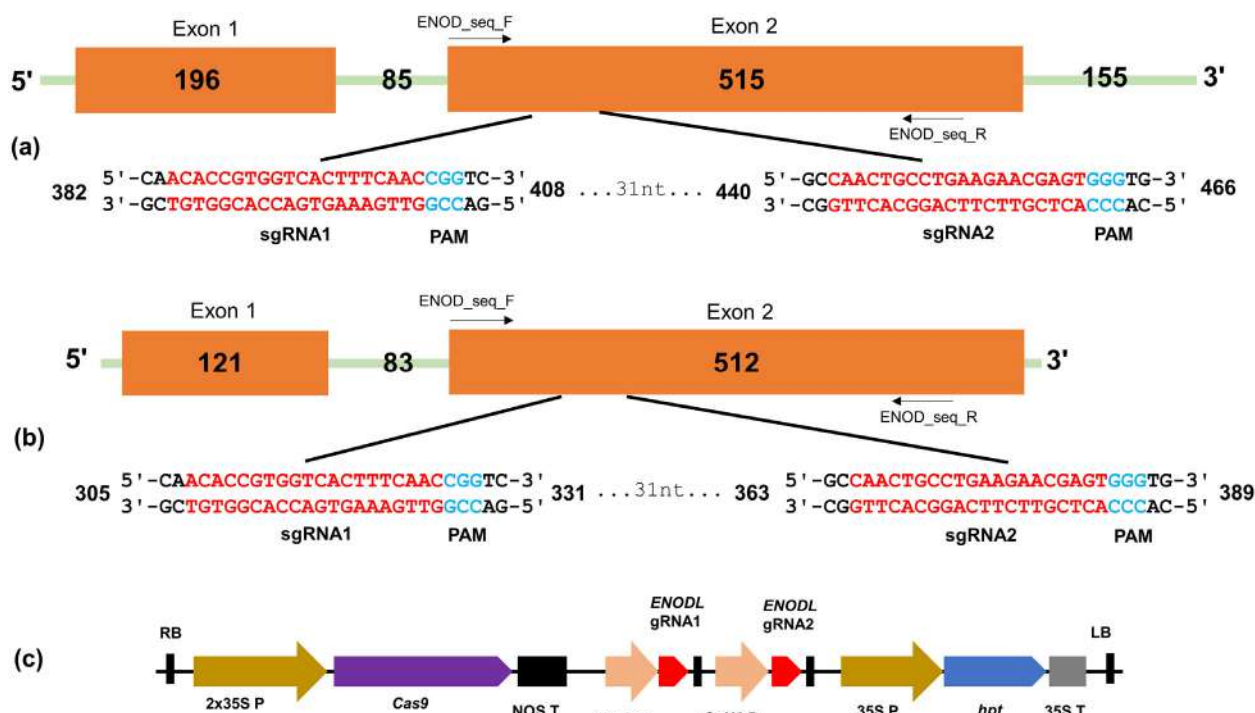 ENOD_seq_F
Exon 1
Exon 2
5'
196
85
515
155
3'
ENOD_seq_R
(a)
382 5'-CAACACCGTGGTCACTTTCAACCGGTC-3' 408 ...31nt... 440 5'-GCCAACTGCCTGAAGAACGAGTGGGTG-3' 466
3'-GCTGTGGCACCAGTGAAAGTTGGCCAG-5' 3'-CGGTTCACGGACTTCTTGCTCACCCAC-5'
sgRNA1 PAM sgRNA2 PAM
ENOD_seq_F
Exon 1
Exon 2
5'
121
83
512
3'
ENOD_seq_R
(b)
305 5'-CAACACCGTGGTCACTTTCAACCGGTC-3' 331 ...31nt... 363 5'-GCCAACTGCCTGAAGAACGAGTGGGTG-3' 389
3'-GCTGTGGCACCAGTGAAAGTTGGCCAG-5' 3'-CGGTTCACGGACTTCTTGCTCACCCAC-5'
sgRNA1 PAM sgRNA2 PAM
ENODL gRNA1
ENODL gRNA2
RB
LB
(c)
2x35S P Cas9 NOS T 35S P hpt 35S T